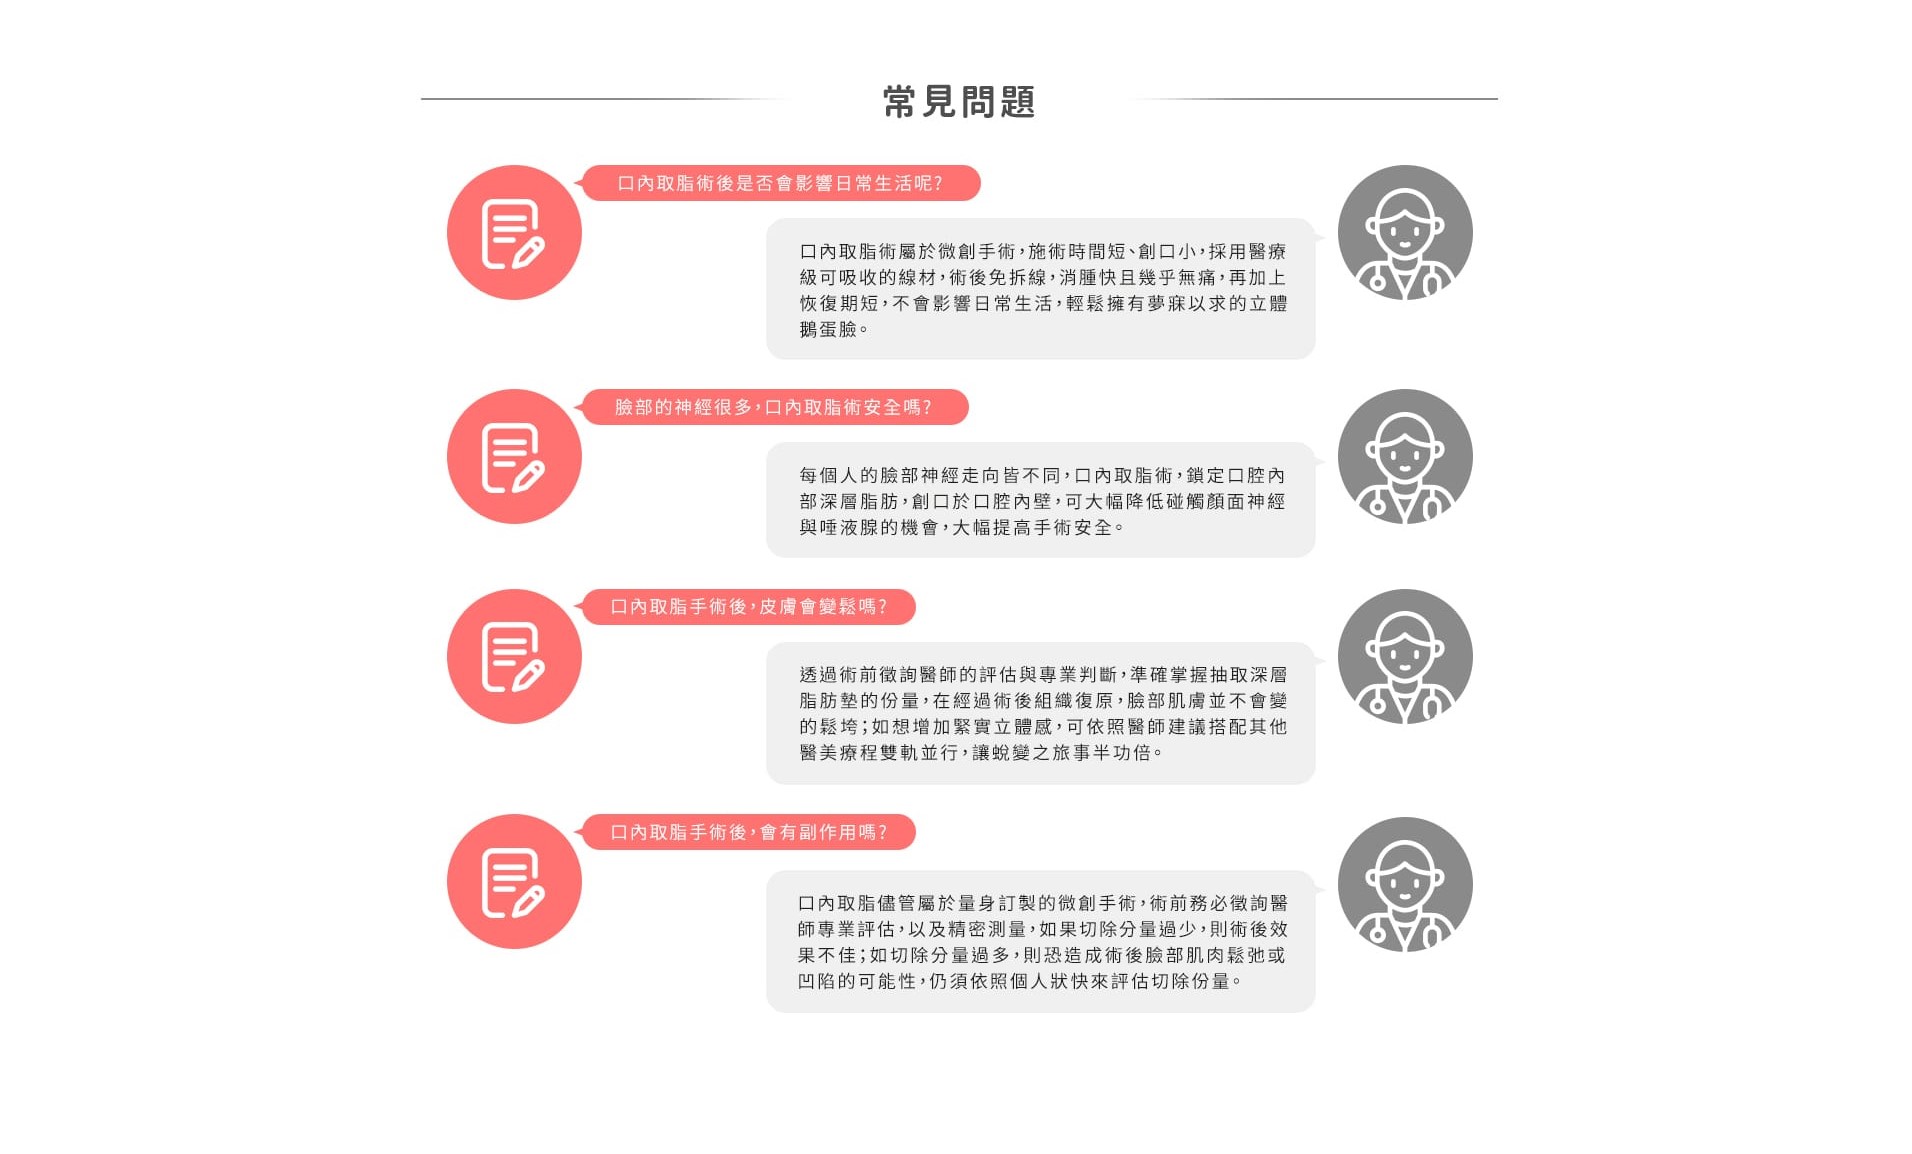 常見問題
口內取脂術後是否會影響日常生活呢?
口內取脂術屬於微創手術，施術時間短、創口小，採用醫療
級可吸收的線材，術後免拆線，消腫快且幾乎無痛，再加上
恢復期短，不會影響日常生活，輕鬆擁有夢寐以求的立體
鵝蛋臉。
臉部的神經很多，口內取脂術安全嗎?
每個人的臉部神經走向皆不同，口內取脂術，鎖定口腔內
部深層脂肪，創口於口腔內壁，可大幅降低碰觸顏面神經
與唾液腺的機會，大幅提高手術安全。
口內取脂手術後，皮膚會變鬆嗎?
透過術前徵詢醫師的評估與專業判斷，準確掌握抽取深層
脂肪墊的份量，在經過術後組織復原，臉部肌膚並不會變
的鬆垮；如想增加緊實立體感，可依照醫師建議搭配其他
醫美療程雙軌並行，讓蛻變之旅事半功倍。
口內取脂手術後，會有副作用嗎?
口內取脂儘管屬於量身訂製的微創手術，術前務必徵詢醫
師專業評估，以及精密測量，如果切除分量過少，則術後效
果不佳；如切除分量過多，則恐造成術後臉部肌肉鬆弛或
凹陷的可能性，仍須依照個人狀快來評估切除份量。